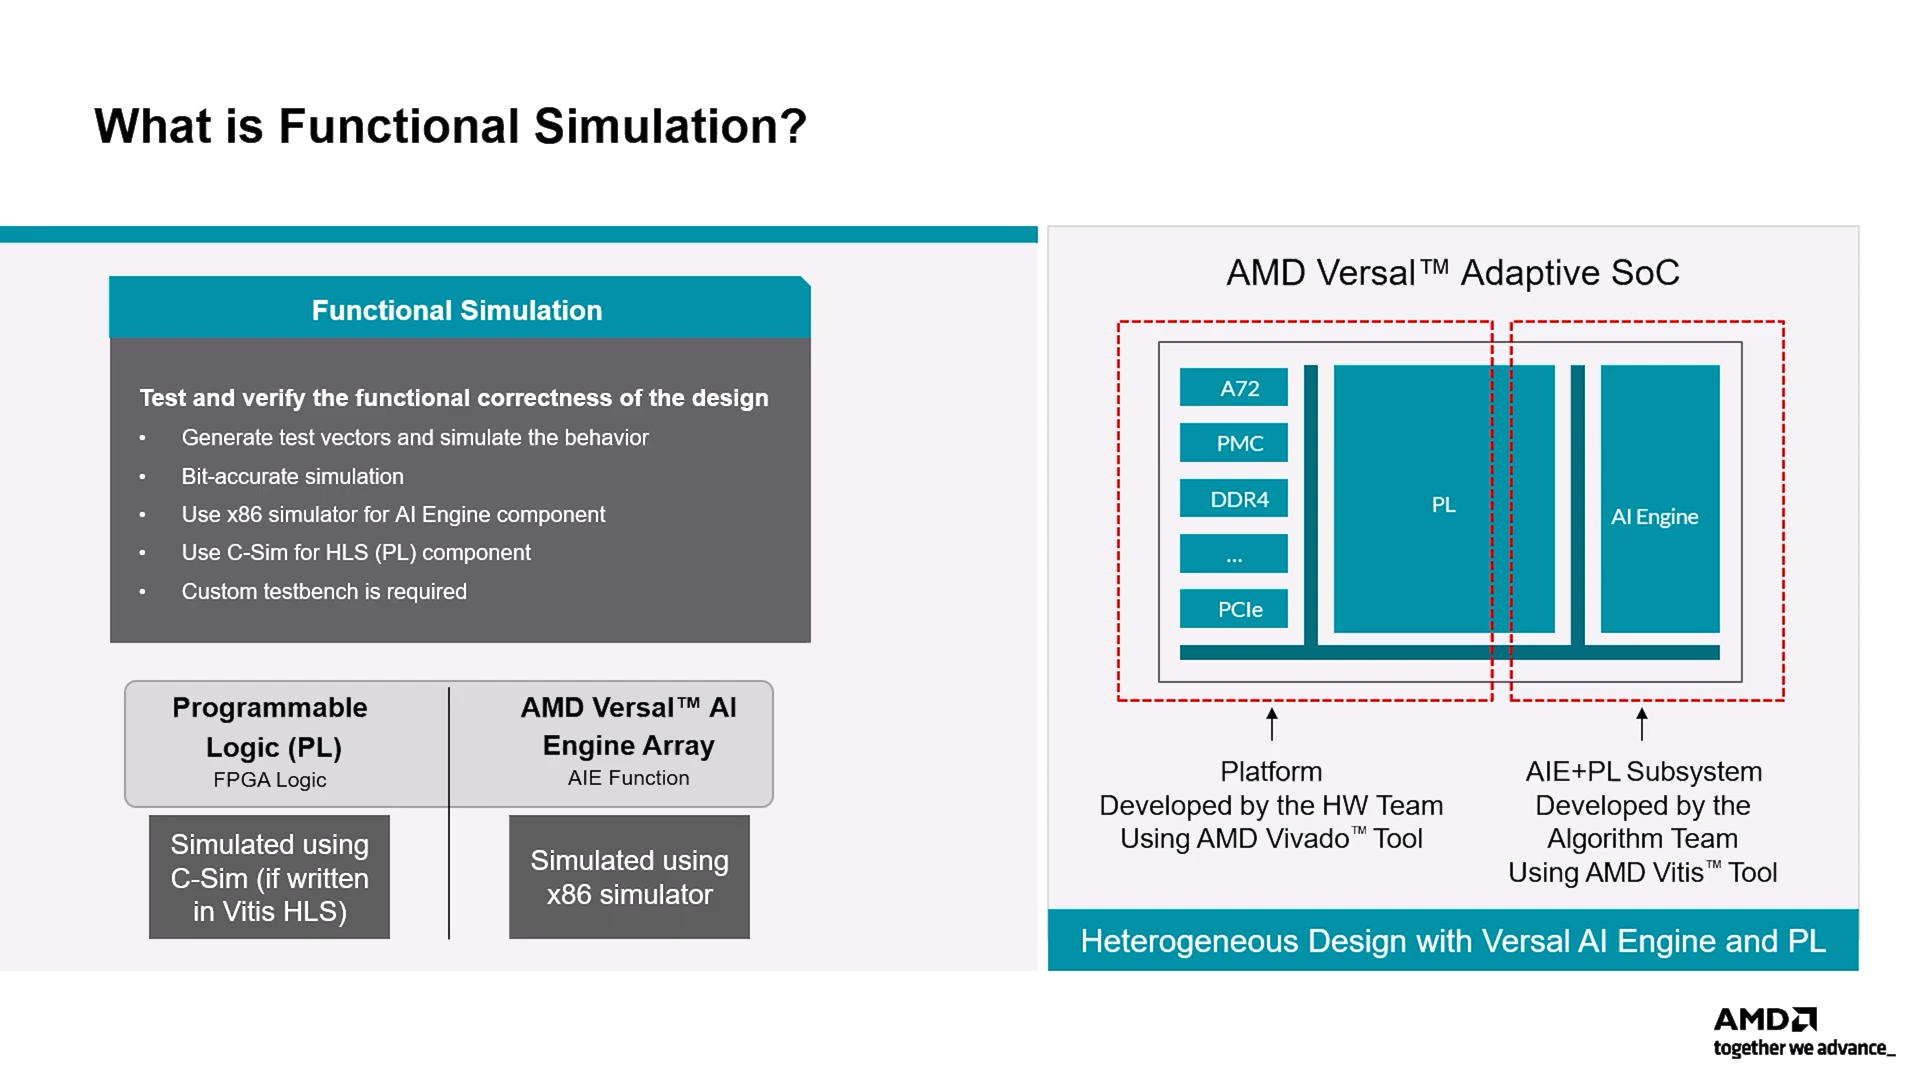 What is Functional Simulation?
Functional Simulation
Test and verify the functional correctness of the design
• Generate test vectors and simulate the behavior
• Bit-accurate simulation
• Use x86 simulator for AI Engine component
• Use C-Sim for HLS (PL) component
• Custom testbench is required
Programmable
Logic (PL)
FPGA Logic
AMD Versal™ AI
Engine Array
AIE Function
Simulated using
C-Sim (if written
in Vitis HLS)
Simulated using
x86 simulator
AMD Versal™ Adaptive SoC
A72
PMC
DDR4
...
PCIe
PL
AI Engine
Platform
Developed by the HW Team
Using AMD Vivado™ Tool
AIE+PL Subsystem
Developed by the
Algorithm Team
Using AMD Vitis™ Tool
Heterogeneous Design with Versal AI Engine and PL
AMD
together we advance_